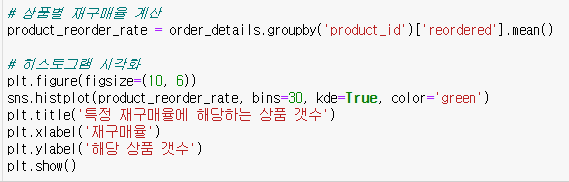 # 상품별 재구매율 계산
product_reorder_rate = order_details.groupby('product_id')['reordered'].mean()
# 히스토그램 시각화
plt.figure(figsize=(10, 6))
sns.histplot(product_reorder_rate, bins=30, kde=True, color='green')
plt.title('특정 재구매율에 해당하는 상품 갯수')
plt.xlabel('재구매율')
plt.ylabel('해당 상품 갯수')
plt.show()